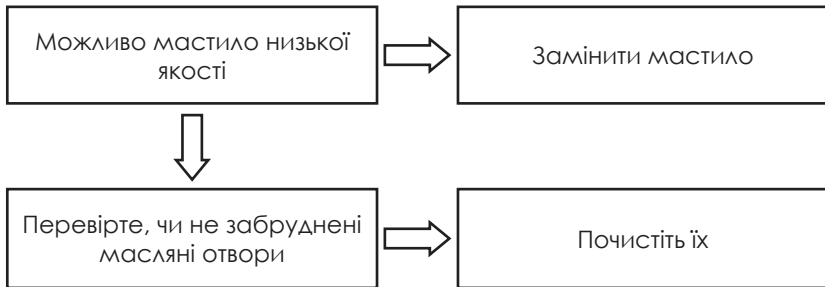 Можливо мастило низької
якості
Замінити мастило
Перевірте, чи не забруднені
масляні отвори
Почистіть їх